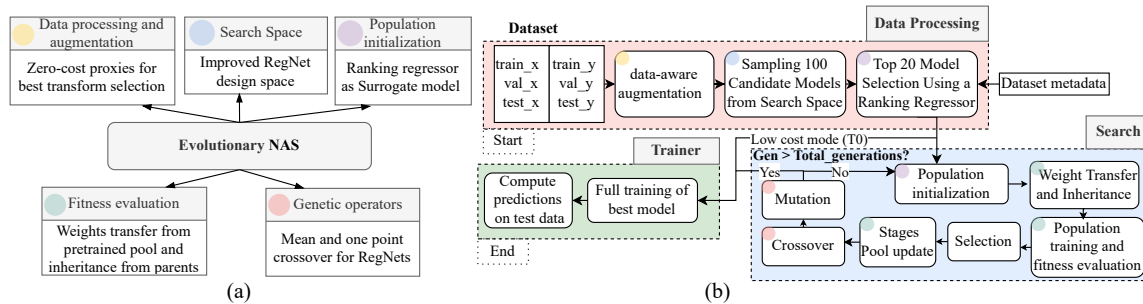 Data processing and
augmentation
Zero-cost proxies for
best transform selection
Search Space
Improved RegNet
design space
Population
initialization
Ranking regressor
as Surrogate model
Evolutionary NAS
Fitness evaluation
Weights transfer from
pretrained pool and
inheritance from parents
Genetic operators
Mean and one point
crossover for RegNets
(a)
Dataset
Data Processing
train_x
val_x
test_x
train_y
val_y
test_y
data-aware
augmentation
Sampling 100
Candidate Models
from Search Space
Top 20 Model
Selection Using a
Ranking Regressor
Dataset metadata
Start
Low cost mode (T0)
Search
Trainer
Gen > Total_generations?
Yes
No
Compute
predictions
on test data
Full training of
best model
End
Population
initialization
Weight Transfer
and Inheritance
Mutation
Crossover
Stages
Pool update
Selection
Population
training and
fitness evaluation
(b)